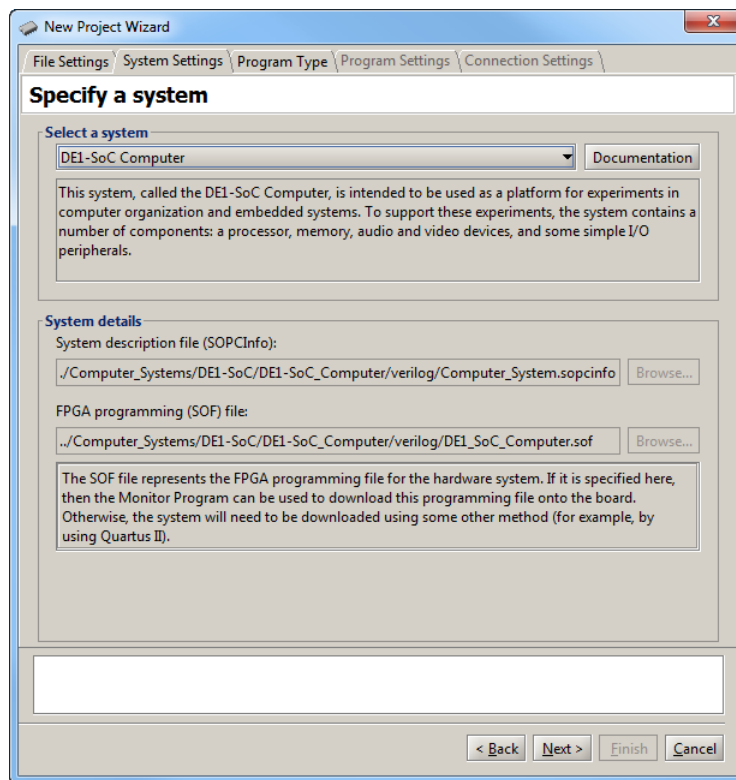 New Project Wizard
File Settings System Settings Program Type Program Settings Connection Settings
Specify a system
Select a system
DE1-SoC Computer Documentation
This system, called the DE1-SoC Computer, is intended to be used as a platform for experiments in
computer organization and embedded systems. To support these experiments, the system contains a
number of components: a processor, memory, audio and video devices, and some simple I/O
peripherals.
System details
System description file (SOPCInfo):
./Computer_Systems/DE1-SoC/DE1-SoC_Computer/verilog/Computer_System.sopcinfo Browse...
FPGA programming (SOF) file:
../Computer_Systems/DE1-SoC/DE1-SoC_Computer/verilog/DE1_SoC_Computer.sof Browse...
The SOF file represents the FPGA programming file for the hardware system. If it is specified here,
then the Monitor Program can be used to download this programming file onto the board.
Otherwise, the system will need to be downloaded using some other method (for example, by
using Quartus II).
< Back Next > Finish Cancel